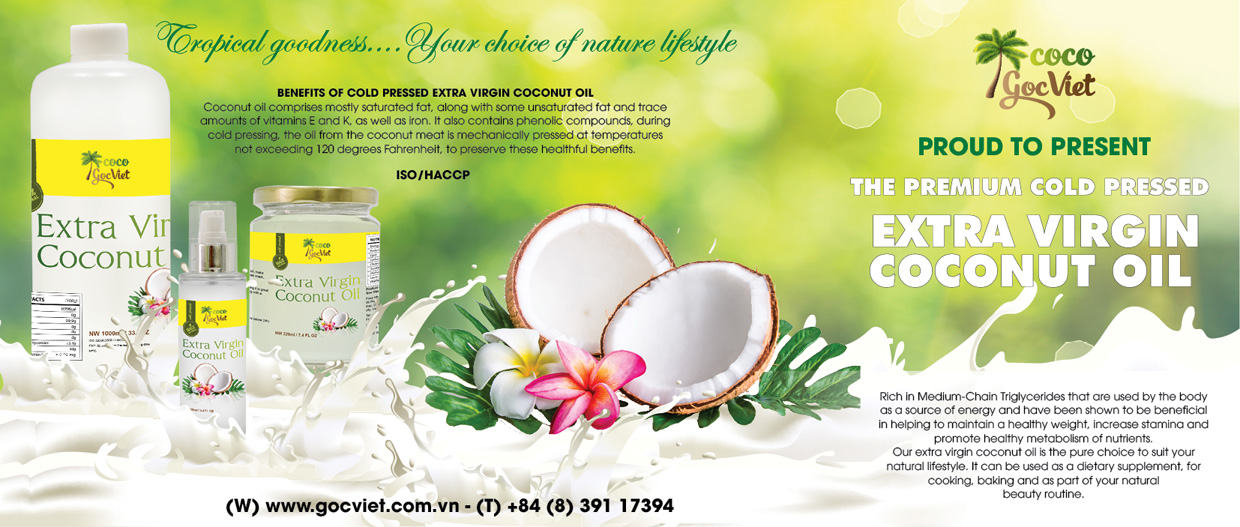 Tropical goodness....Your choice of nature lifestyle
BENEFITS OF COLD PRESSED EXTRA VIRGIN COCONUT OIL
Coconut oil comprises mostly saturated fat, along with some unsaturated fat and trace
amounts of vitamins E and K, as well as iron. It also contains phenolic compounds, during
cold pressing, the oil from the coconut meat is mechanically pressed at temperatures
not exceeding 120 degrees Fahrenheit, to preserve these healthful benefits.
ISO/HACCP
coco
GocViet
Extra Vir
Coconut
NW 1000m
coco
GocViet
Extra Virgin
Coconut Oil
coco
GocViet
Extra Virgin
Coconut Oil
(W) www.gocviet.com.vn - (T) +84 (8) 391 17394
coco
GocViet
PROUD TO PRESENT
THE PREMIUM COLD PRESSED
EXTRA VIRGIN
COCONUT OIL
Rich in Medium-Chain Triglycerides that are used by the body
as a source of energy and have been shown to be beneficial
in helping to maintain a healthy weight, increase stamina and
promote healthy metabolism of nutrients.
Our extra virgin coconut oil is the pure choice to suit your
natural lifestyle. It can be used as a dietary supplement, for
cooking, baking and as part of your natural
beauty routine.